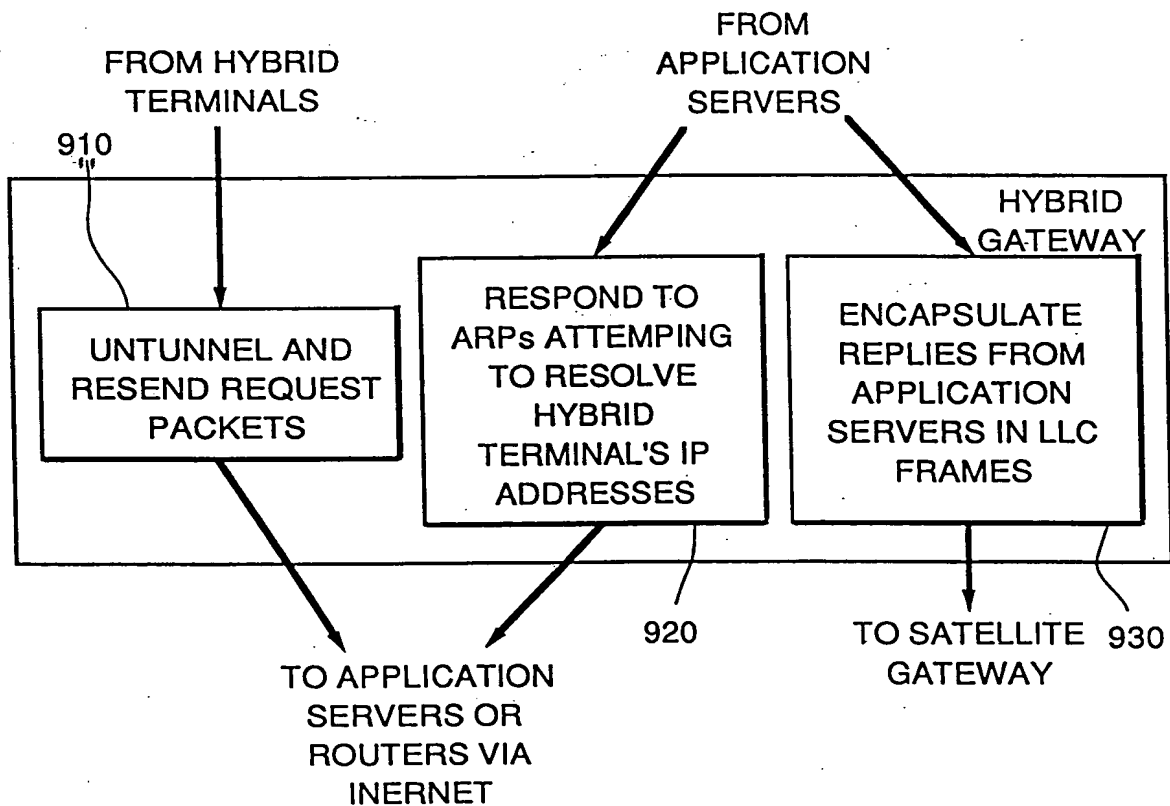 FROM HYBRID
TERMINALS
FROM
APPLICATION
SERVERS
910
HYBRID
GATEWAY
UNTUNNEL AND
RESEND REQUEST
PACKETS
RESPOND TO
ARPs ATTEMPING
TO RESOLVE
HYBRID
TERMINAL'S IP
ADDRESSES
ENCAPSULATE
REPLIES FROM
APPLICATION
SERVERS IN LLC
FRAMES
920
930
TO APPLICATION
SERVERS OR
ROUTERS VIA
INERNET
TO SATELLITE
GATEWAY